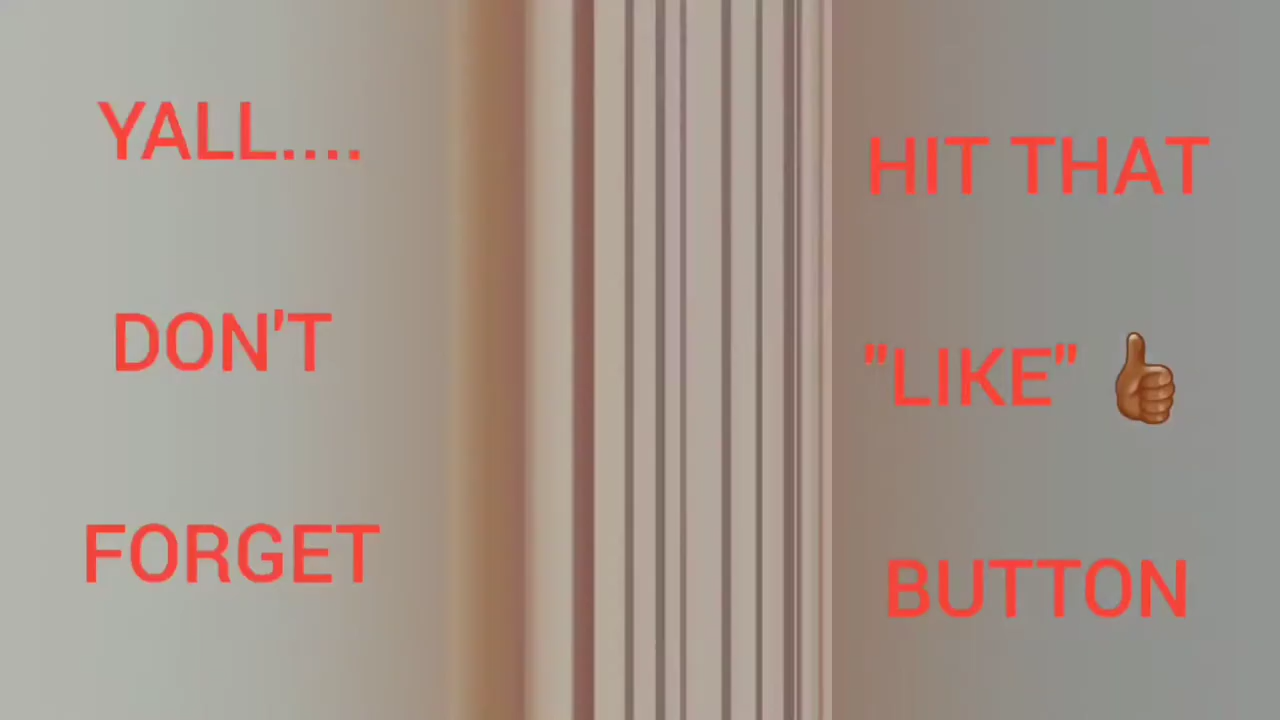 YALL....
DON'T
FORGET
HIT THAT
"LIKE" 👍🏾
BUTTON